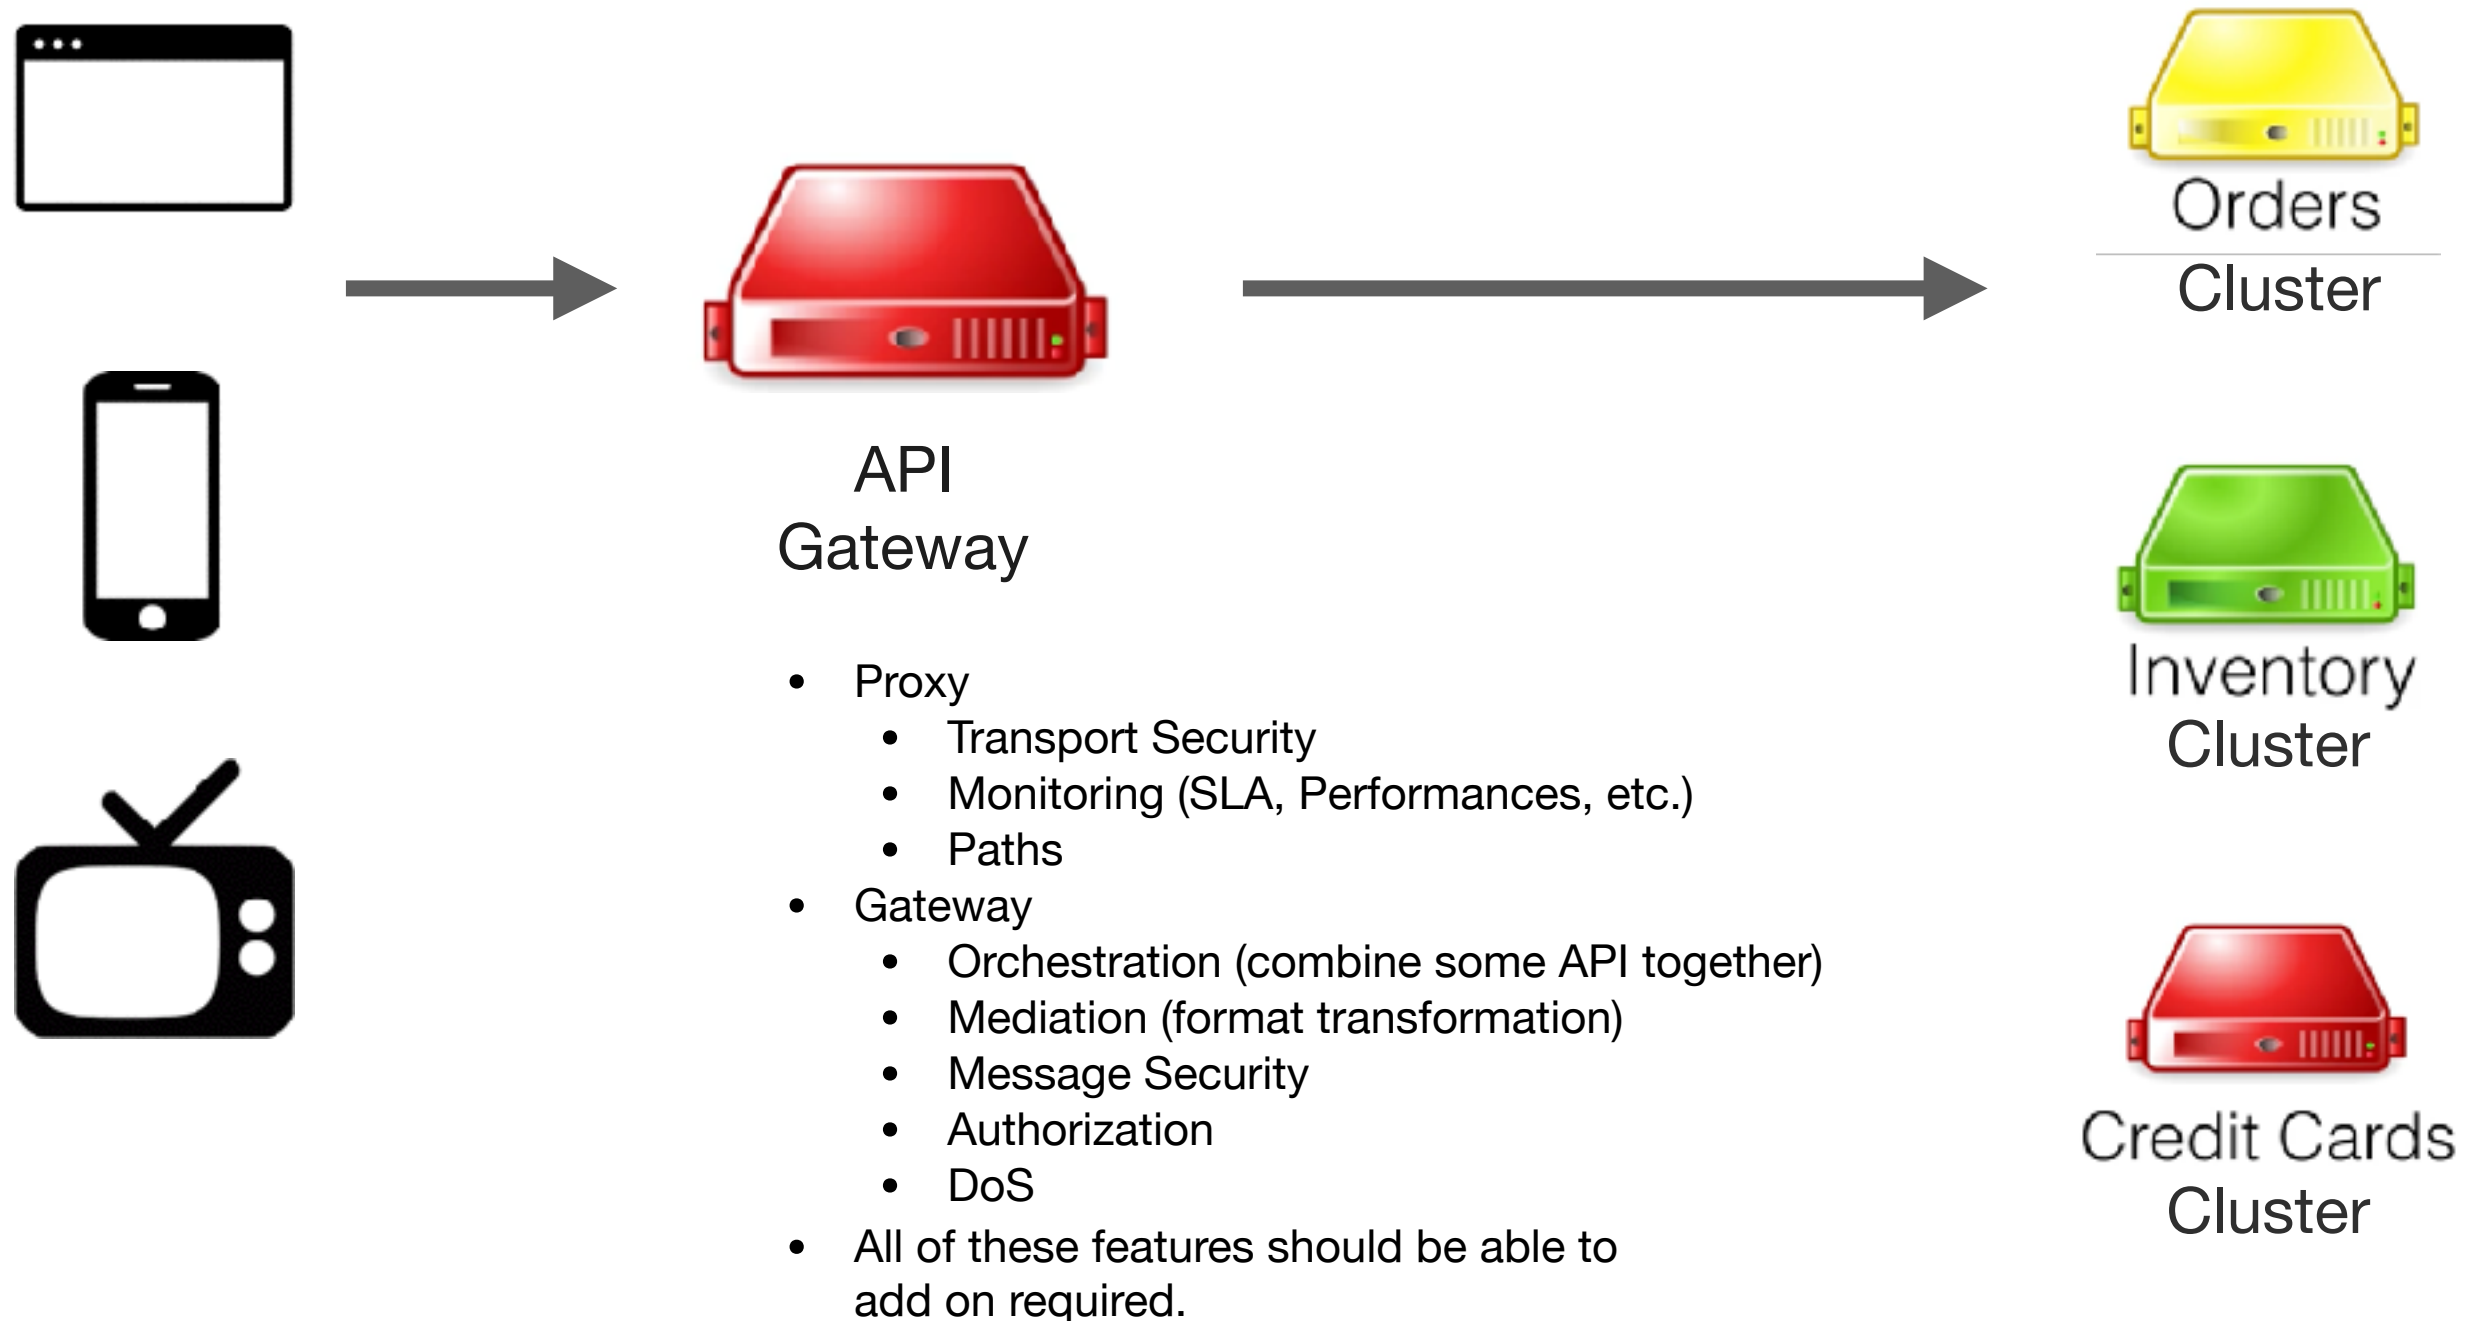 API
Gateway
• Proxy
• Transport Security
• Monitoring (SLA, Performances, etc.)
• Paths
• Gateway
• Orchestration (combine some API together)
• Mediation (format transformation)
• Message Security
• Authorization
• DoS
• All of these features should be able to
add on required.
Orders
Cluster
Inventory
Cluster
Credit Cards
Cluster